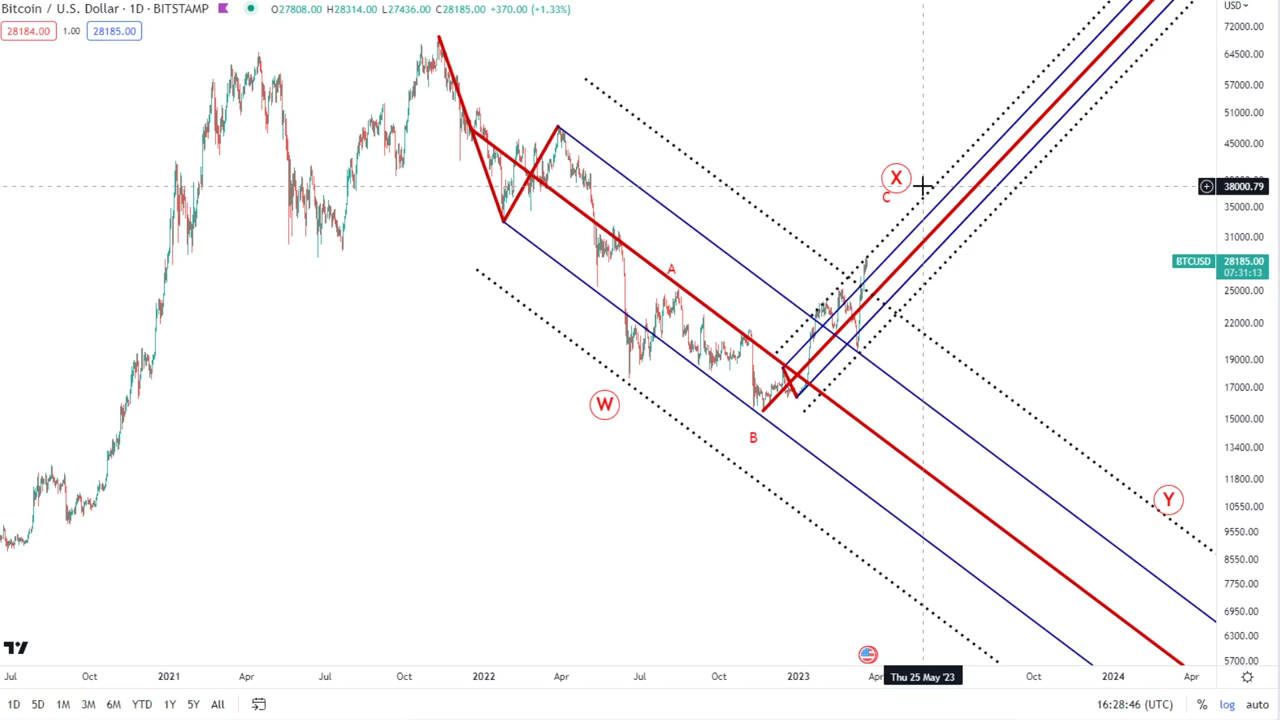 Bitcoin / U.S. Dollar · 1D · BITSTAMP O27808.00 H28314.00 L27436.00 C28185.00 +370.00 (+1.33%)
USD
28184.00 1.00 28185.00
72000.00
64500.00
57000.00
51000.00
45000.00
38000.79
35000.00
31000.00
BTCUSD 28185.00
07:31:13
25000.00
22000.00
19000.00
17000.00
15000.00
13400.00
11800.00
10550.00
9550.00
8550.00
7750.00
6950.00
6300.00
5700.00
X
C
A
W
B
Y
Jul Oct 2021 Apr Jul Oct 2022 Apr Jul Oct 2023 Apr Thu 25 May '23 Oct 2024 Apr
1D 5D 1M 3M 6M YTD 1Y 5Y All 16:28:46 (UTC) % log auto